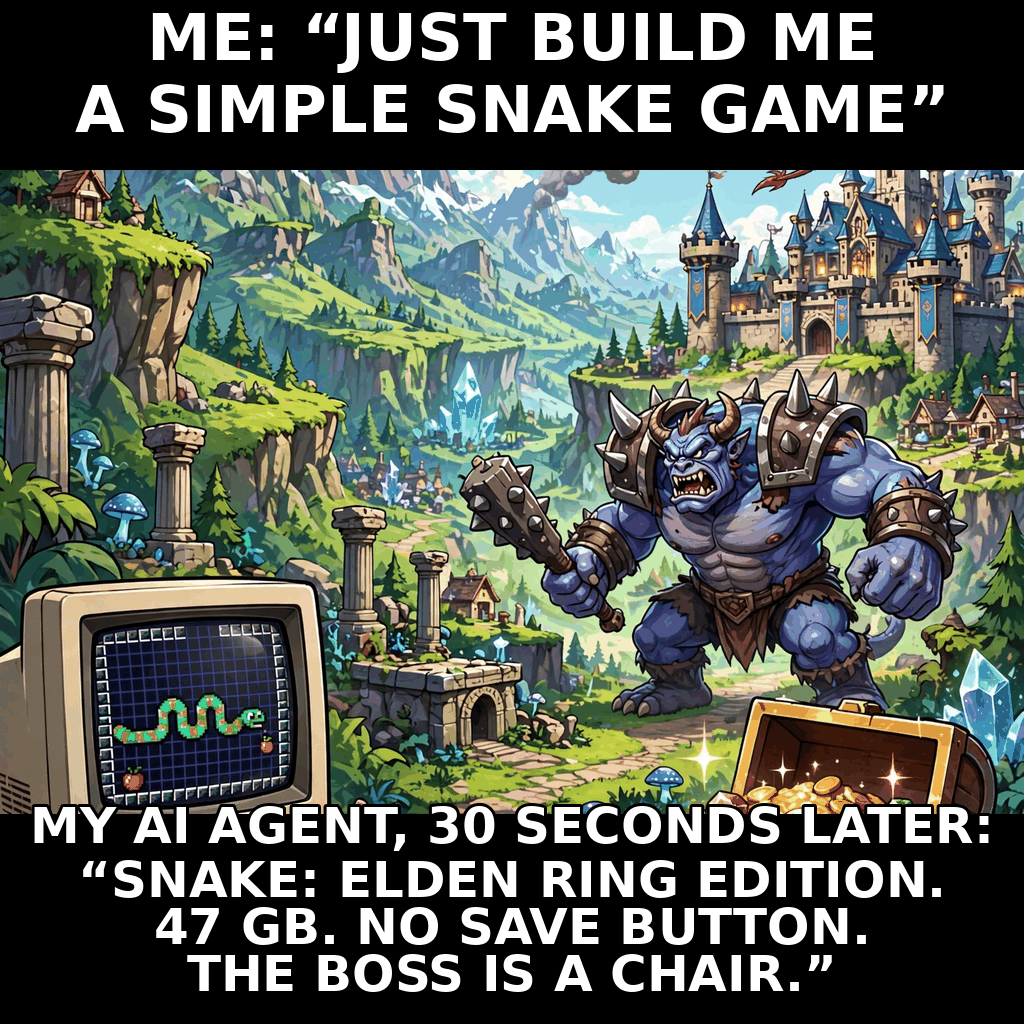 ME: “JUST BUILD ME
A SIMPLE SNAKE GAME”
MY AI AGENT, 30 SECONDS LATER:
“SNAKE: ELDEN RING EDITION.
47 GB. NO SAVE BUTTON.
THE BOSS IS A CHAIR.”